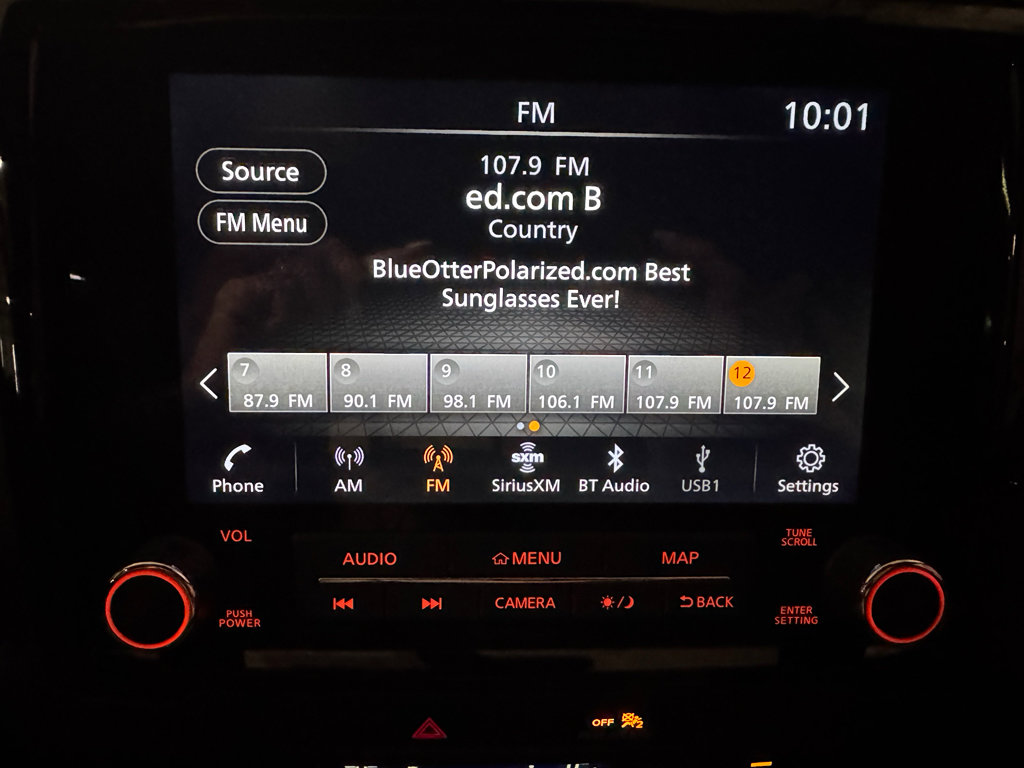 FM
10:01
Source
107.9 FM
ed.com B
FM Menu
Country
BlueOtterPolarized.com Best
Sunglasses Ever!
7 8 9 10 11 12
87.9 FM 90.1 FM 98.1 FM 106.1 FM 107.9 FM 107.9 FM
sxm
Phone AM FM SiriusXM BT Audio USB1 Settings
VOL
TUNE
SCROLL
AUDIO MENU MAP
CAMERA / BACK
PUSH
POWER
ENTER
SETTING
OFF